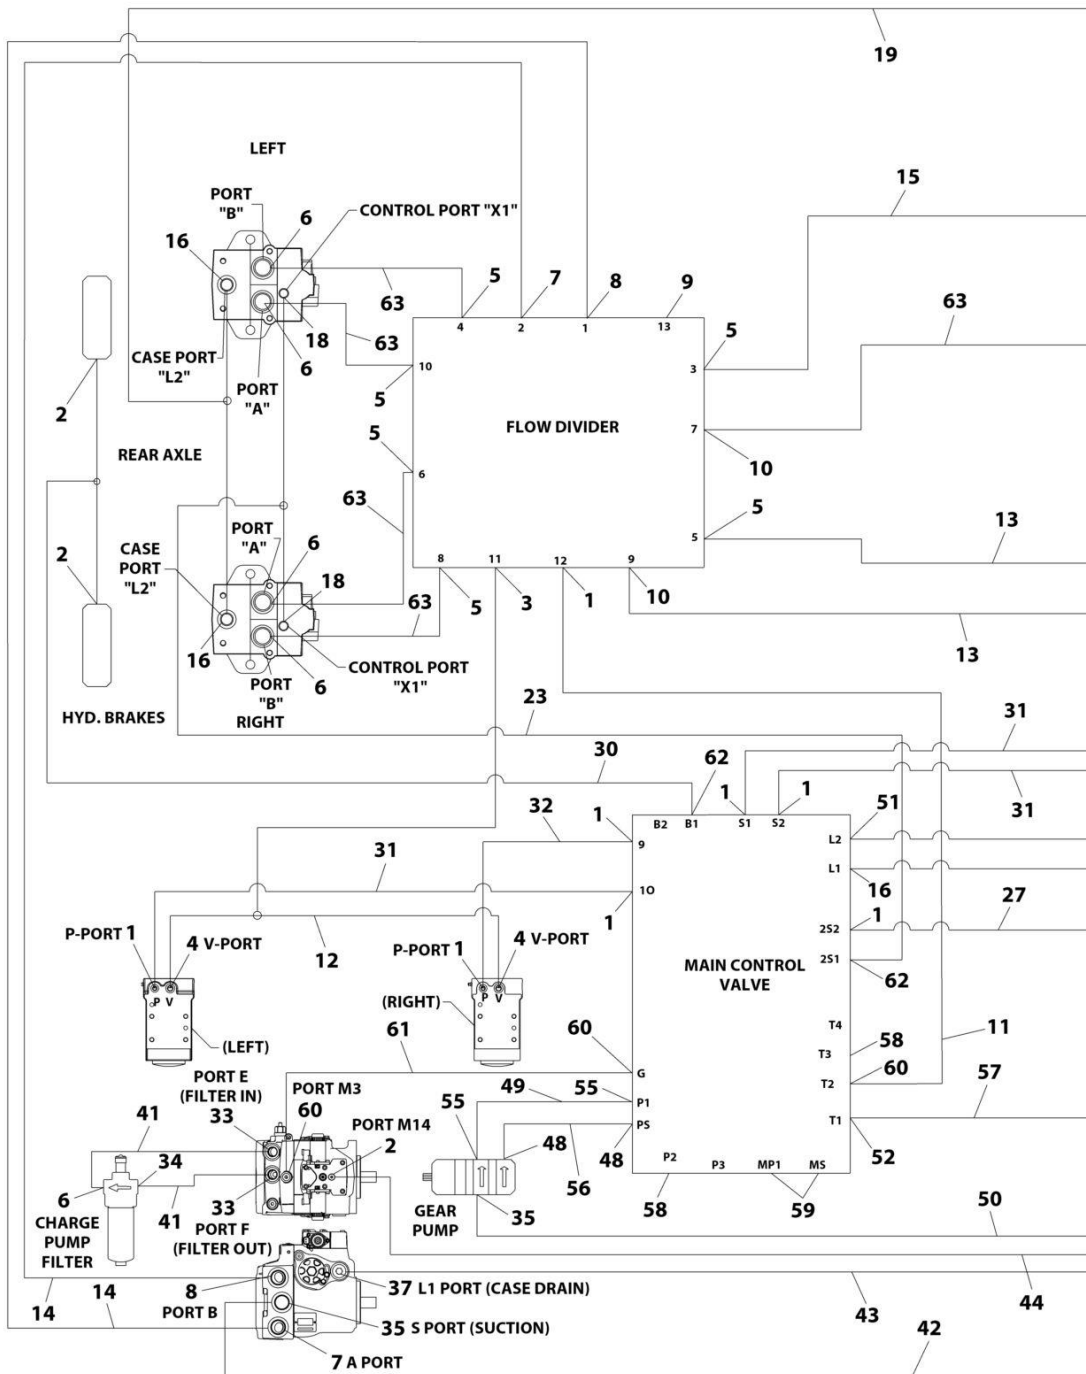 19
LEFT
15
PORT
"B"
6
CONTROL PORT "X1"
16
5
7
8
9
63
63
4
2
1
13
18
63
5
CASE PORT
"L2"
6
10
3
PORT
"A"
5
2
5
FLOW DIVIDER
7
REAR AXLE
6
10
63
5
PORT
"A"
6
5
13
2
CASE
PORT
"L2"
18
8
11
12
9
63
5
3
1
10
16
CONTROL PORT
"X1"
13
PORT
"B"
6
HYD. BRAKES
RIGHT
23
31
30
62
1
1
31
32
1
B2
B1
S1
S2
51
9
L2
31
10
L1
16
1
1
27
P-PORT 1
4 V-PORT
12
P-PORT 1
4 V-PORT
2S2
MAIN CONTROL
VALVE
2S1
62
P V
(RIGHT)
P V
(LEFT)
61
60
T4
58
11
T3
60
PORT E
(FILTER IN)
PORT M3
49
55
G
T2
57
41
33
60
PORT M14
55
P1
2
48
PS
T1
34
48
P2
P3
MP1
MS
52
6
41
33
56
CHARGE
PUMP
FILTER
PORT F
(FILTER OUT)
GEAR
PUMP
35
58
59
50
14
14
8
37 L1 PORT (CASE DRAIN)
43
44
PORT B
35 S PORT (SUCTION)
42
7 A PORT